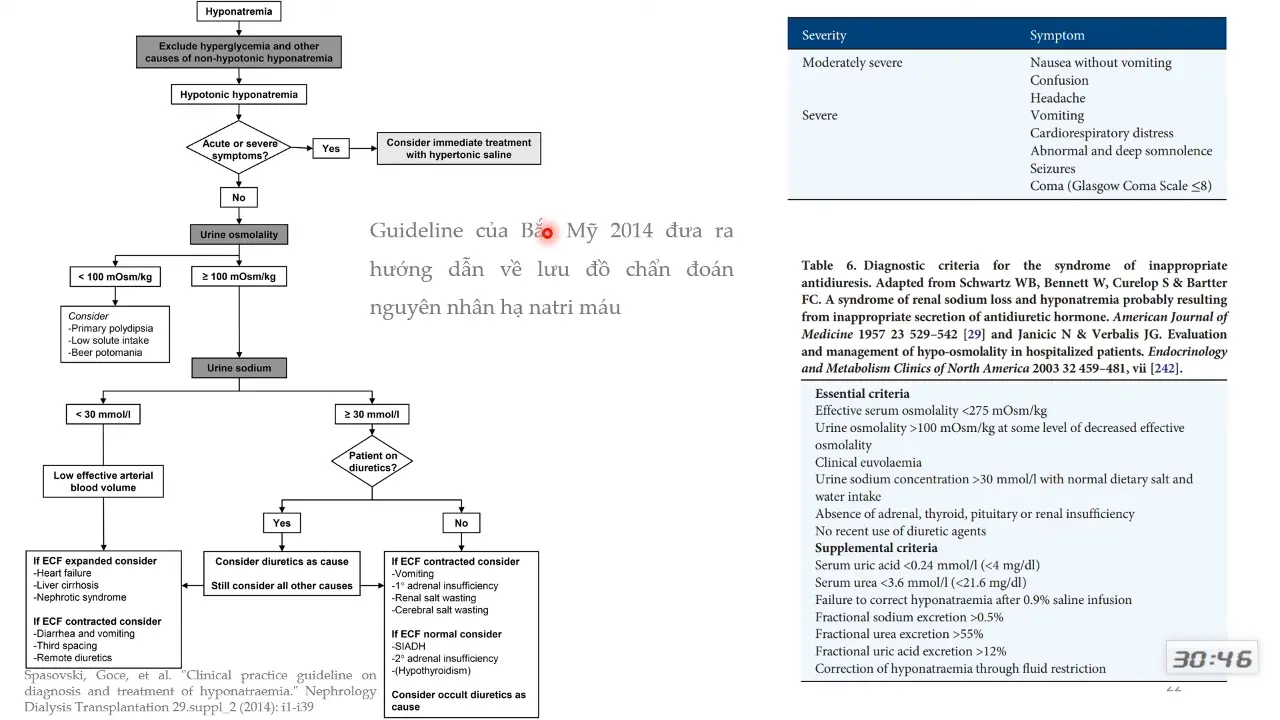 Hyponatremia
Exclude hyperglycemia and other
causes of non-hypotonic hyponatremia
Hypotonic hyponatremia
Acute or severe
symptoms?
Yes
Consider immediate treatment
with hypertonic saline
No
Urine osmolality
< 100 mOsm/kg
≥ 100 mOsm/kg
Consider
-Primary polydipsia
-Low solute intake
-Beer potomania
Urine sodium
< 30 mmol/l
≥ 30 mmol/l
Patient on
diuretics?
Low effective arterial
blood volume
Yes
No
If ECF expanded consider
-Heart failure
-Liver cirrhosis
-Nephrotic syndrome
If ECF contracted consider
-Diarrhea and vomiting
-Third spacing
-Remote diuretics
Consider diuretics as cause
Still consider all other causes
If ECF contracted consider
-Vomiting
-1° adrenal insufficiency
-Renal salt wasting
-Cerebral salt wasting
If ECF normal consider
-SIADH
-2° adrenal insufficiency
-(Hypothyroidism)
Consider occult diuretics as
cause
Spasovski, Goce, et al. "Clinical practice guideline on
diagnosis and treatment of hyponatraemia." Nephrology
Dialysis Transplantation 29.suppl_2 (2014): i1-i39
Guideline của Mỹ 2014 đưa ra
hướng dẫn về lưu đồ chẩn đoán
nguyên nhân hạ natri máu
Severity Symptom
Moderately severe Nausea without vomiting
Confusion
Headache
Severe Vomiting
Cardiorespiratory distress
Abnormal and deep somnolence
Seizures
Coma (Glasgow Coma Scale ≤8)
Table 6. Diagnostic criteria for the syndrome of inappropriate
antidiuresis. Adapted from Schwartz WB, Bennett W, Curelop S & Bartter
FC. A syndrome of renal sodium loss and hyponatremia probably resulting
from inappropriate secretion of antidiuretic hormone. American Journal of
Medicine 1957 23 529–542 [29] and Janicic N & Verbalis JG. Evaluation
and management of hypo-osmolality in hospitalized patients. Endocrinology
and Metabolism Clinics of North America 2003 32 459–481, vii [242].
Essential criteria
Effective serum osmolality <275 mOsm/kg
Urine osmolality >100 mOsm/kg at some level of decreased effective
osmolality
Clinical euvolaemia
Urine sodium concentration >30 mmol/l with normal dietary salt and
water intake
Absence of adrenal, thyroid, pituitary or renal insufficiency
No recent use of diuretic agents
Supplemental criteria
Serum uric acid <0.24 mmol/l (<4 mg/dl)
Serum urea <3.6 mmol/l (<21.6 mg/dl)
Failure to correct hyponatraemia after 0.9% saline infusion
Fractional sodium excretion >0.5%
Fractional urea excretion >55%
Fractional uric acid excretion >12%
Correction of hyponatraemia through fluid restriction
30:46